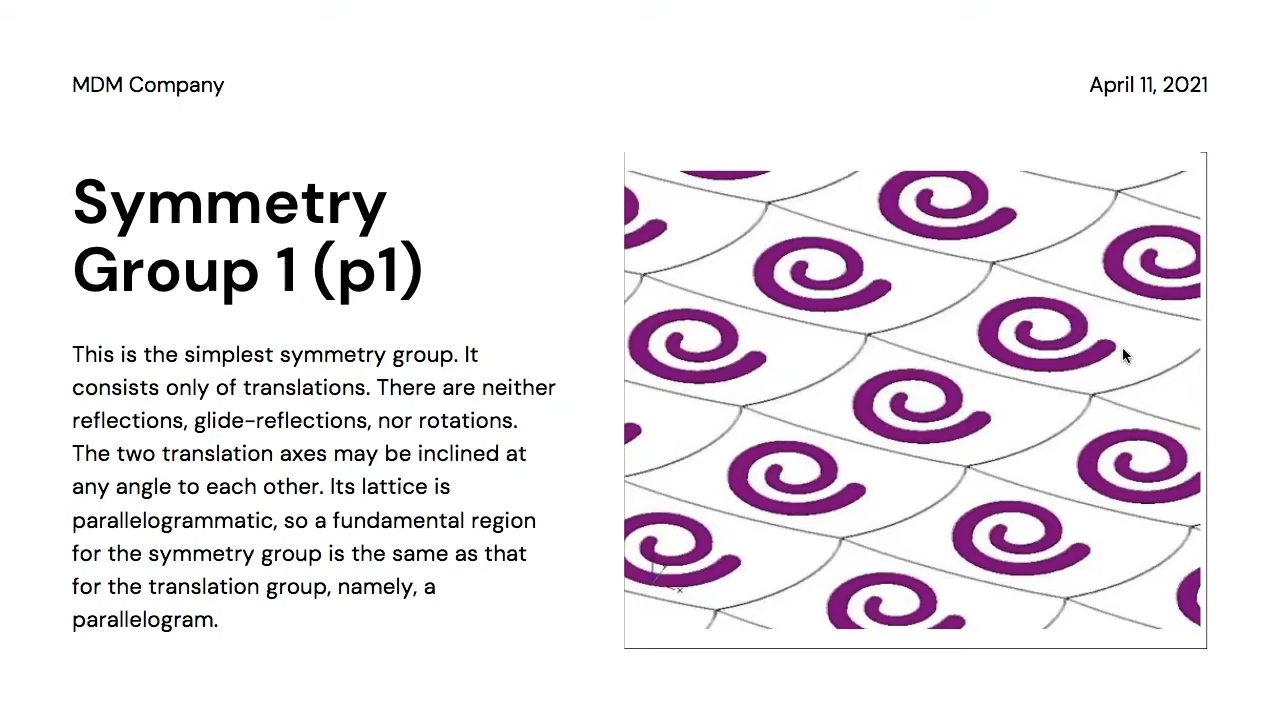 MDM Company
April 11, 2021
Symmetry
Group 1 (p1)
This is the simplest symmetry group. It
consists only of translations. There are neither
reflections, glide-reflections, nor rotations.
The two translation axes may be inclined at
any angle to each other. Its lattice is
parallelogrammatic, so a fundamental region
for the symmetry group is the same as that
for the translation group, namely, a
parallelogram.
x